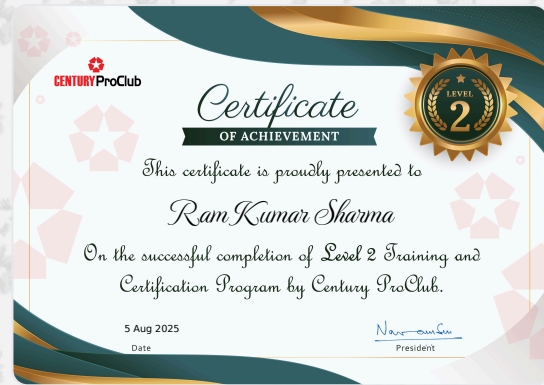 CENTURY ProClub
Certificate
OF ACHIEVEMENT
LEVEL
2
This certificate is proudly presented to
Ram Kumar Sharma
On the successful completion of Level 2 Training and
Certification Program by Century ProClub.
5 Aug 2025
Date
President